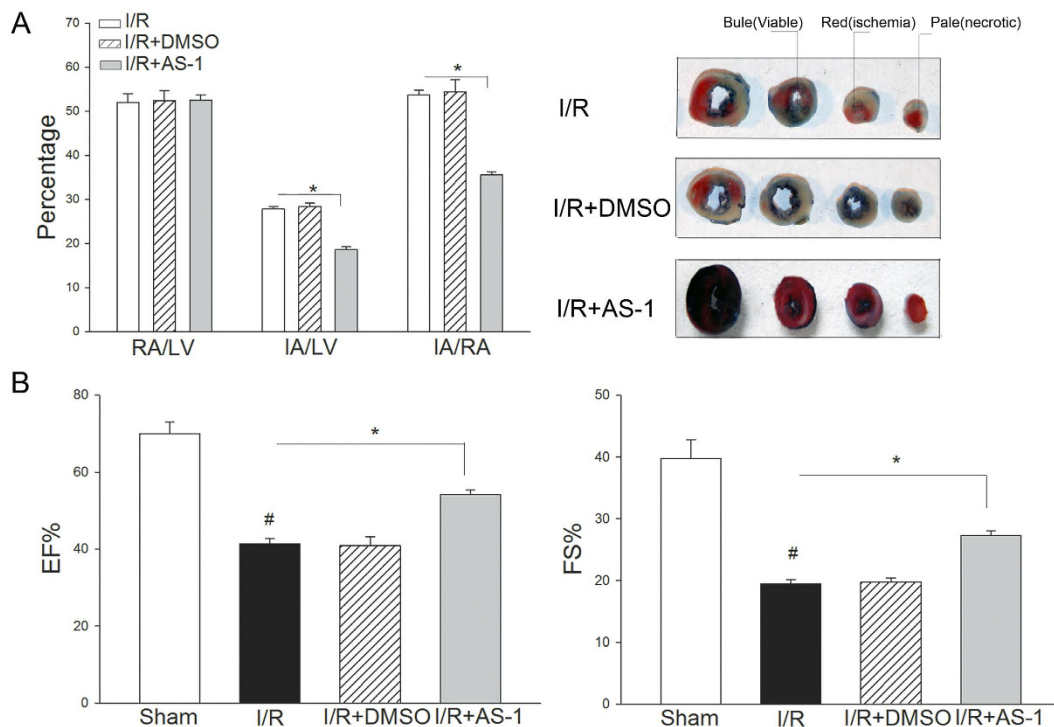 A
I/R
I/R+DMSO
I/R+AS-1
Percentage
70
60
50
40
30
20
10
0
*
*
RA/LV
IA/LV
IA/RA
Bule(Viable)
Red(ischemia)
Pale(necrotic)
I/R
I/R+DMSO
I/R+AS-1
B
EF%
80
60
40
20
0
#
*
Sham
I/R
I/R+DMSO
I/R+AS-1
FS%
50
40
30
20
10
0
#
*
Sham
I/R
I/R+DMSO
I/R+AS-1